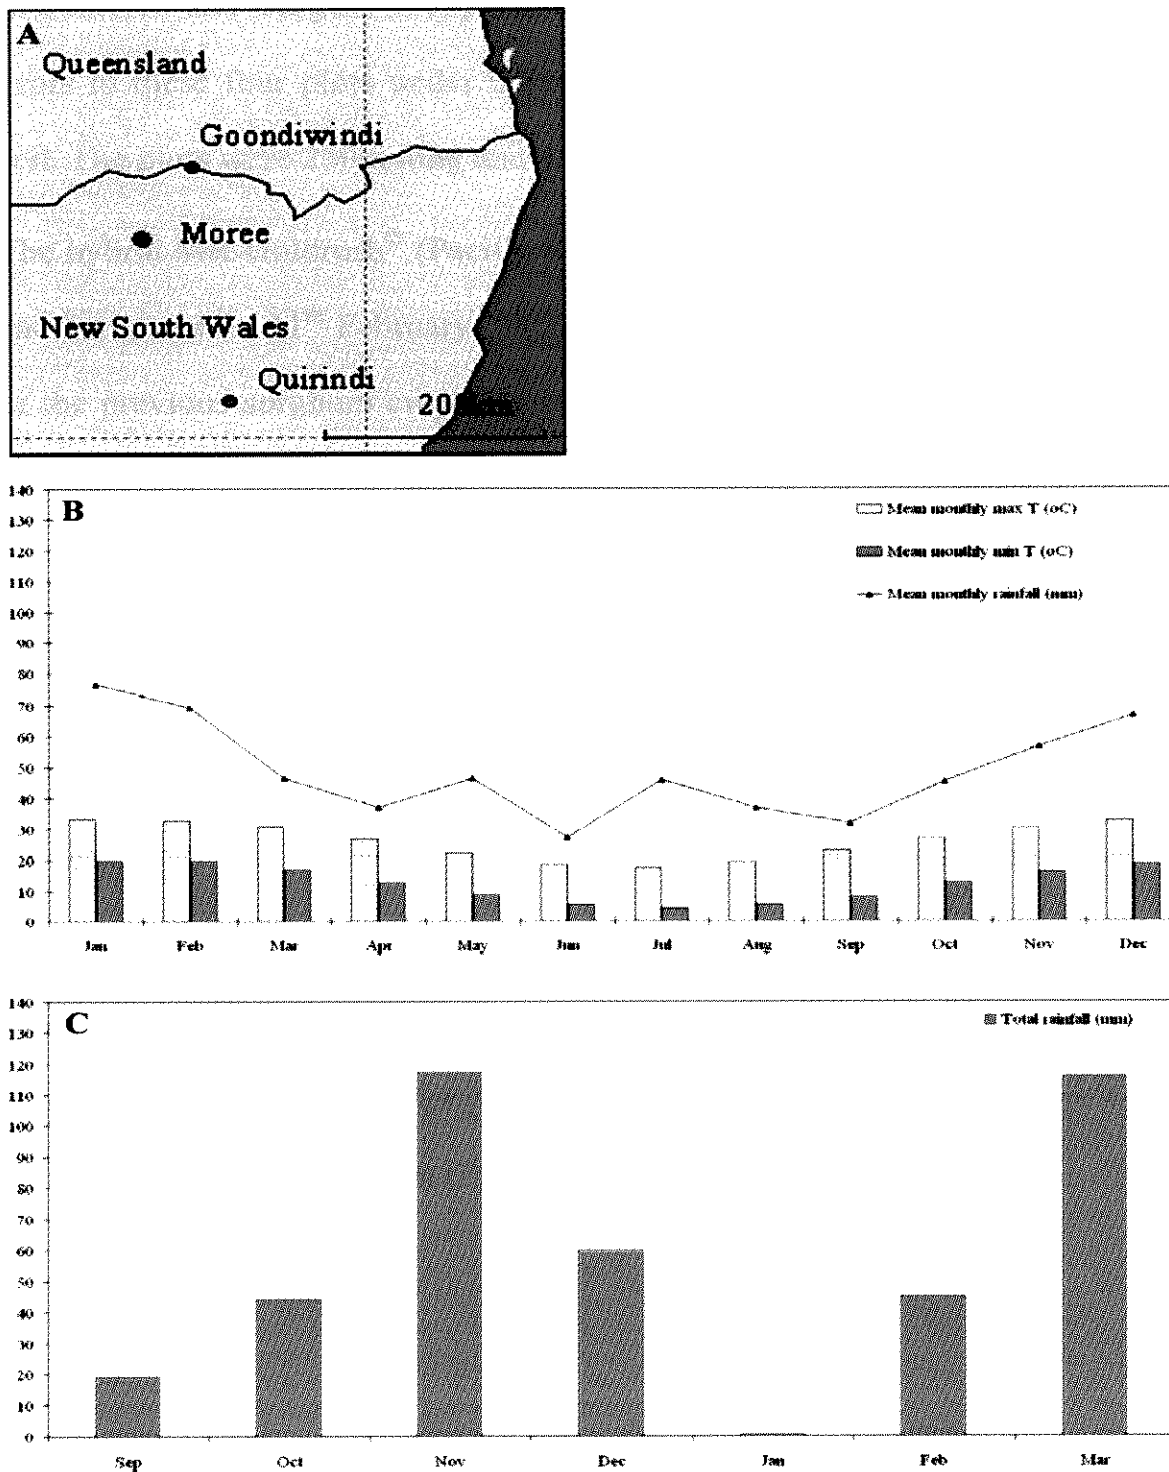 A
Queensland
Goondiwindi
Moree
New South Wales
Quirindi
B
Mean monthly max T (oC)
Mean monthly min T (oC)
Mean monthly rainfall (mm)
140
130
120
110
100
90
80
70
60
50
40
30
20
10
0
Jan Feb Mar Apr May Jun Jul Aug Sep Oct Nov Dec
C
Total rainfall (mm)
140
130
120
110
100
90
80
70
60
50
40
30
20
10
0
Sep Oct Nov Dec Jan Feb Mar